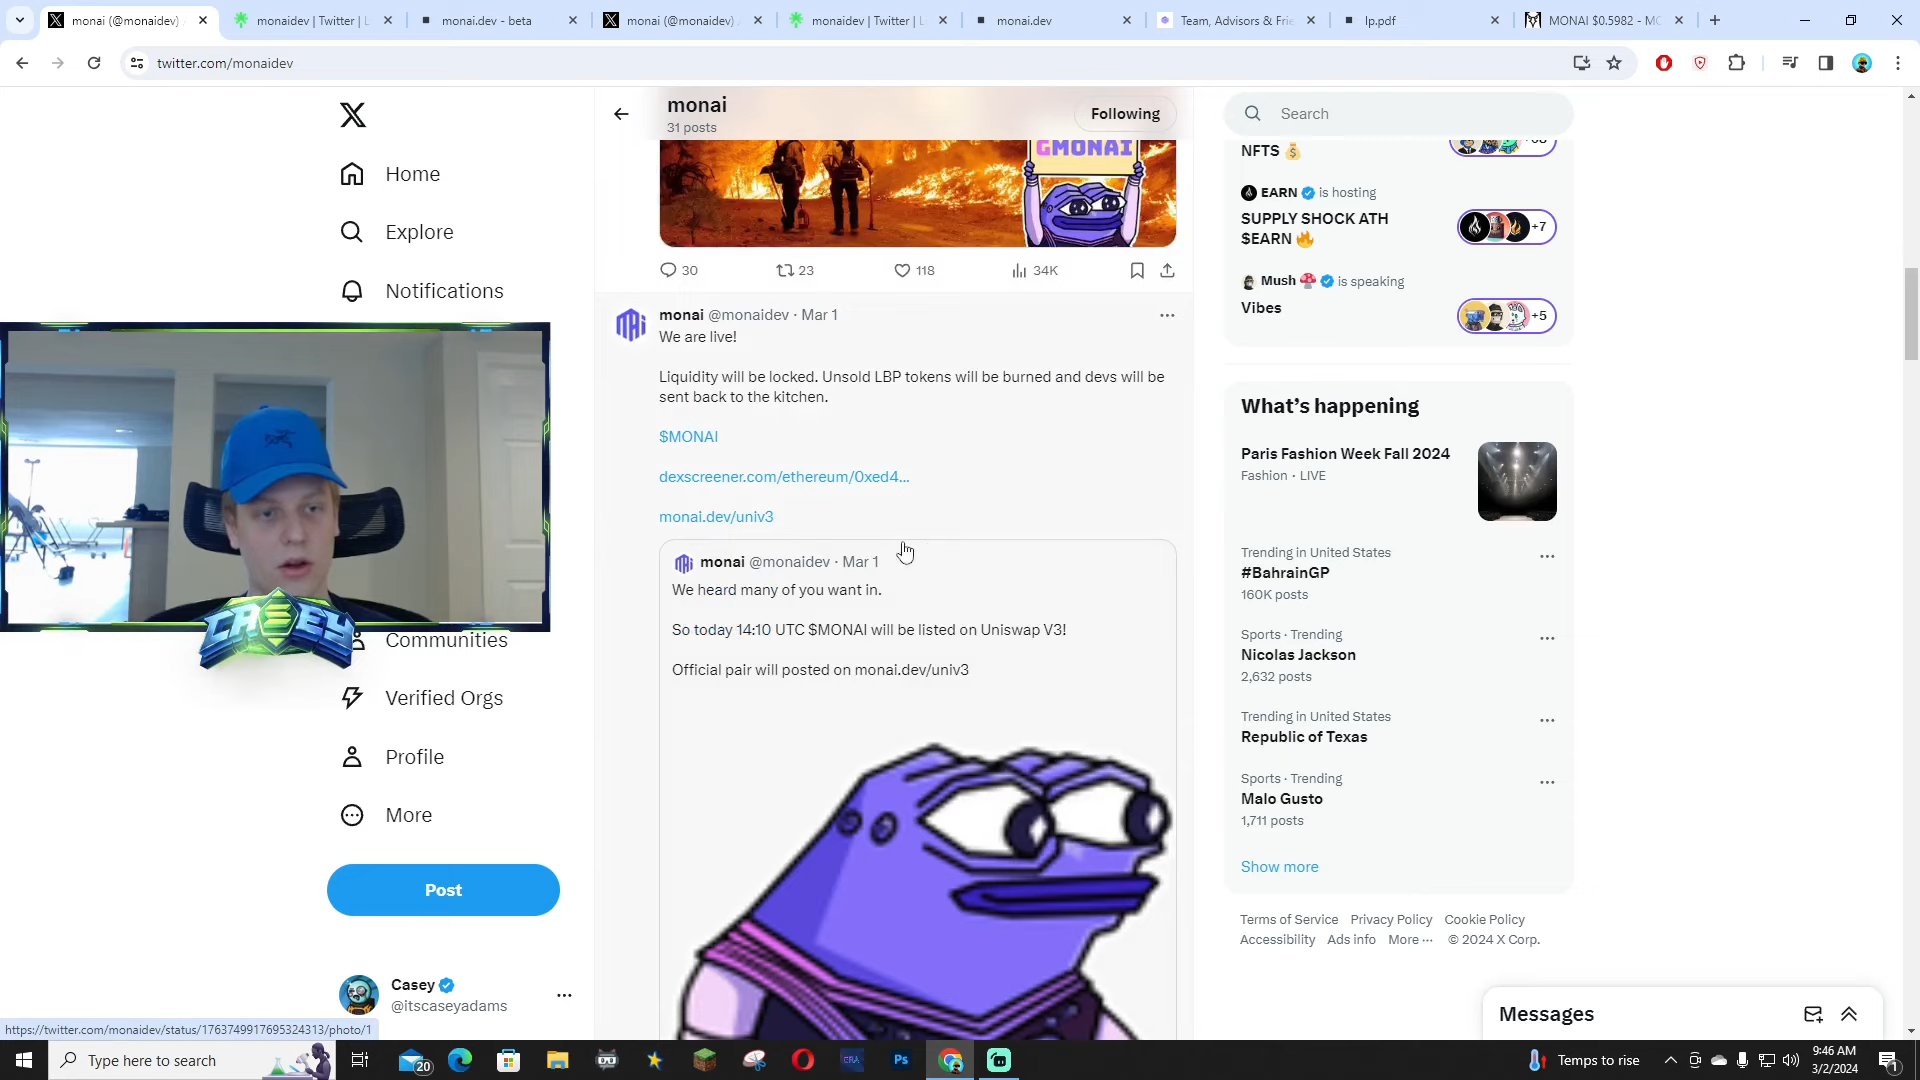 monai (@monaidev)
monaidev | Twitter | L
monai.dev - beta
monai (@monaidev)
monaidev | Twitter | L
monai.dev
Team, Advisors & Frie
lp.pdf
MONAI $0.5982 - MO
twitter.com/monaidev
monai
31 posts
Following
Search
Home
Explore
Notifications
Communities
Verified Orgs
Profile
More
Post
Casey
@itscaseyadams
CASEY
GMONAI
30
23
118
34K
monai @monaidev · Mar 1
We are live!
Liquidity will be locked. Unsold LBP tokens will be burned and devs will be
sent back to the kitchen.
$MONAI
dexscreener.com/ethereum/0xed4...
monai.dev/univ3
monai @monaidev · Mar 1
We heard many of you want in.
So today 14:10 UTC $MONAI will be listed on Uniswap V3!
Official pair will posted on monai.dev/univ3
NFTS 💰
EARN is hosting
SUPPLY SHOCK ATH
$EARN 🔥
+7
Mush 🍄 is speaking
Vibes
+5
What's happening
Paris Fashion Week Fall 2024
Fashion · LIVE
Trending in United States
#BahrainGP
160K posts
Sports · Trending
Nicolas Jackson
2,632 posts
Trending in United States
Republic of Texas
Sports · Trending
Malo Gusto
1,711 posts
Show more
Terms of Service Privacy Policy Cookie Policy
Accessibility Ads info More ··· © 2024 X Corp.
Messages
https://twitter.com/monaidev/status/1763749917695324313/photo/1
Type here to search
20
Ps
Temps to rise
9:46 AM
3/2/2024
1